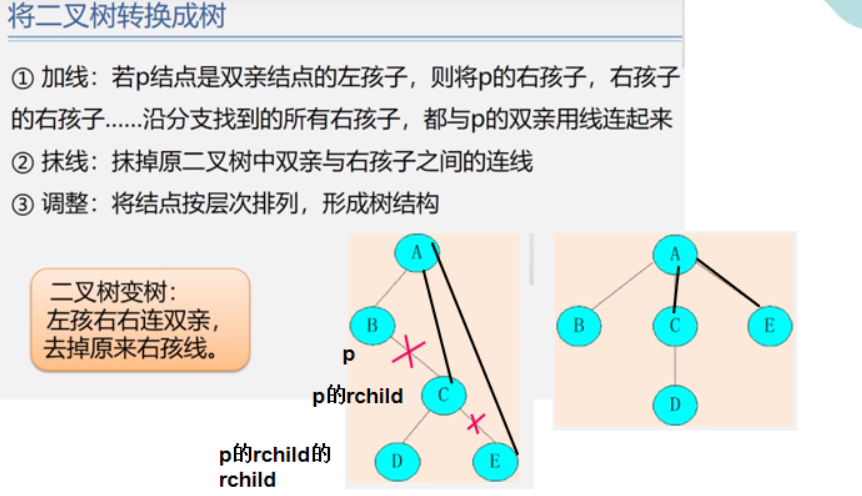 将二叉树转换成树
① 加线：若p结点是双亲结点的左孩子，则将p的右孩子，右孩子
的右孩子……沿分支找到的所有右孩子，都与p的双亲用线连起来
② 抹线：抹掉原二叉树中双亲与右孩子之间的连线
③ 调整：将结点按层次排列，形成树结构
二叉树变树：
左孩右右连双亲，
去掉原来右孩线。
A
B
p
p的rchild
C
p的rchild的
rchild
D
E
A
B
C
E
D